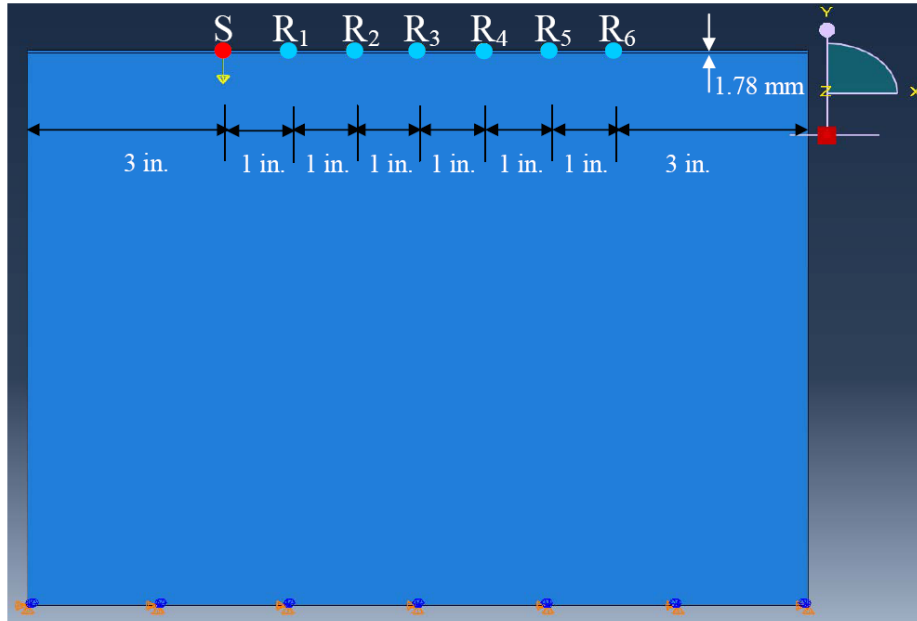 S R₁ R₂ R₃ R₄ R₅ R₆
Y
Z X
1.78 mm
3 in. 1 in. 1 in. 1 in. 1 in. 1 in. 1 in. 3 in.